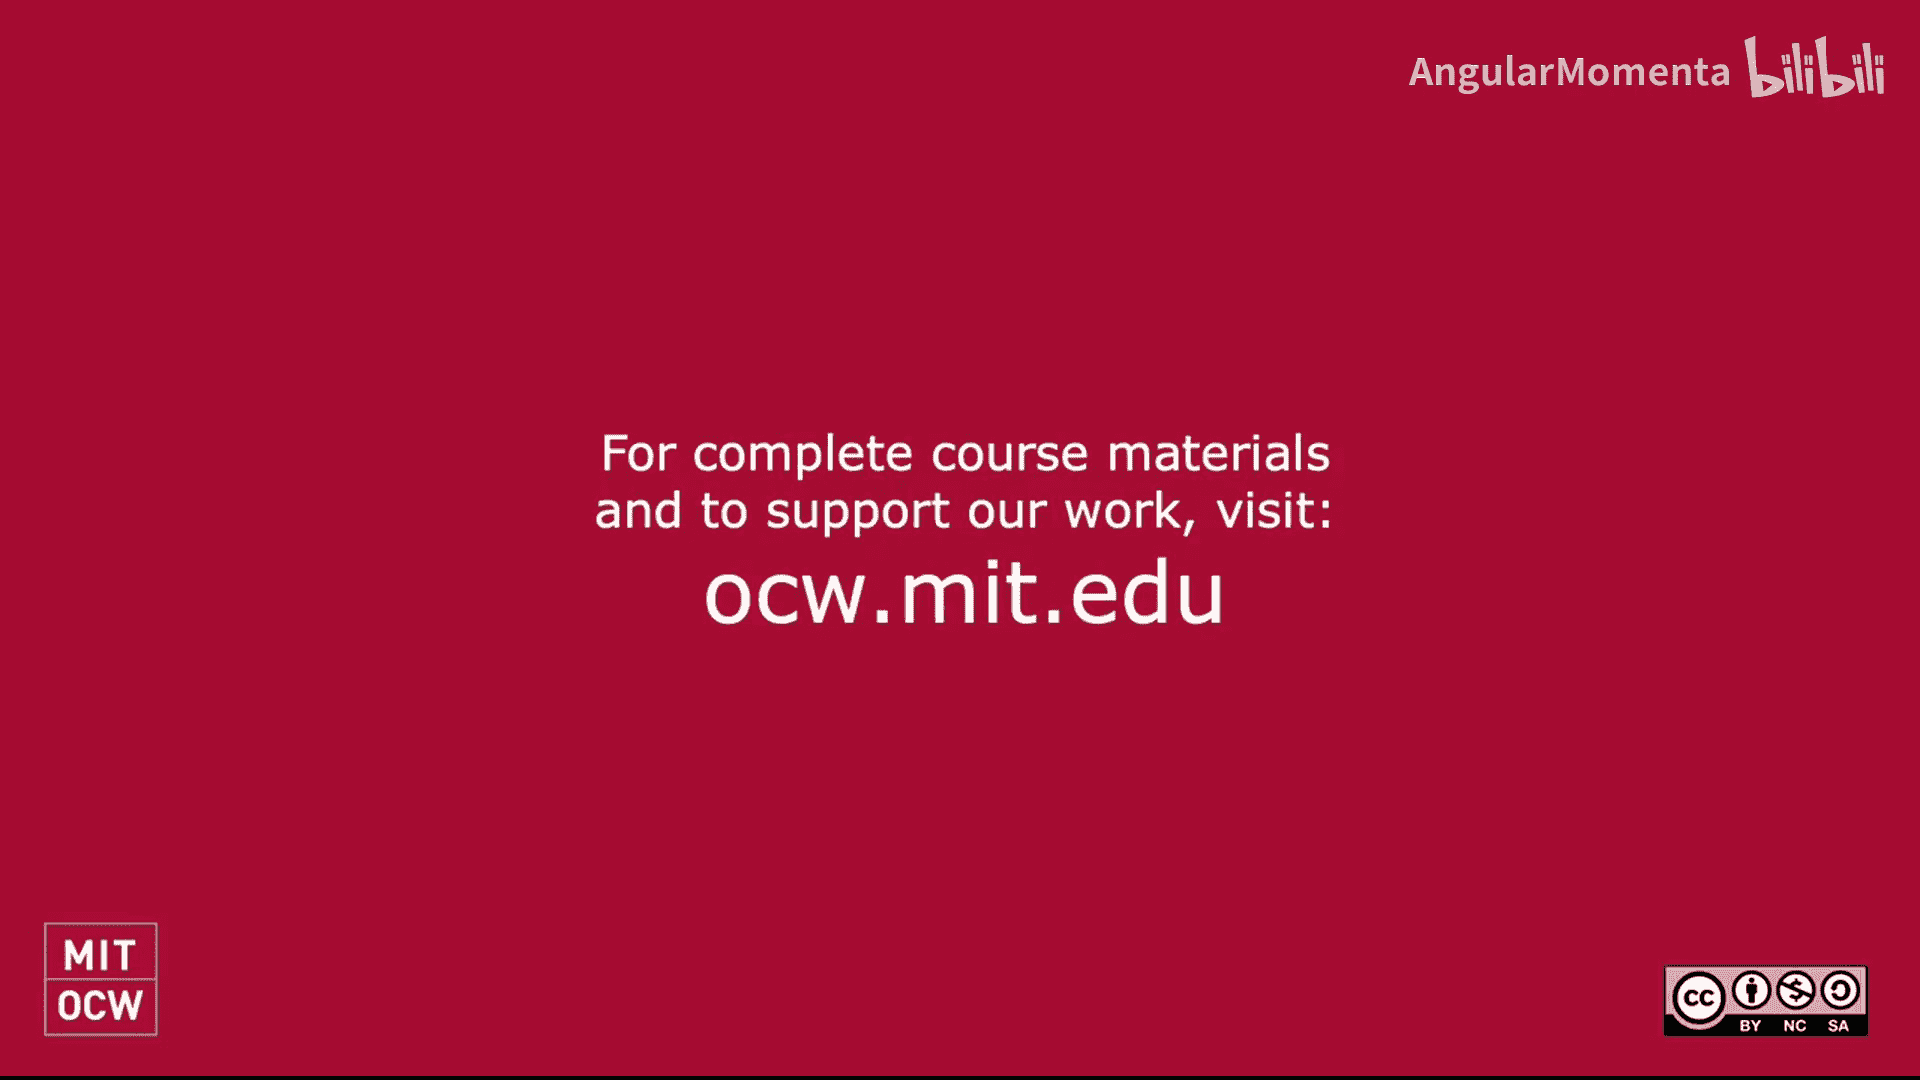 AngularMomenta bilibili
For complete course materials
and to support our work, visit:
ocw.mit.edu
MIT
OCW
cc
BY NC SA